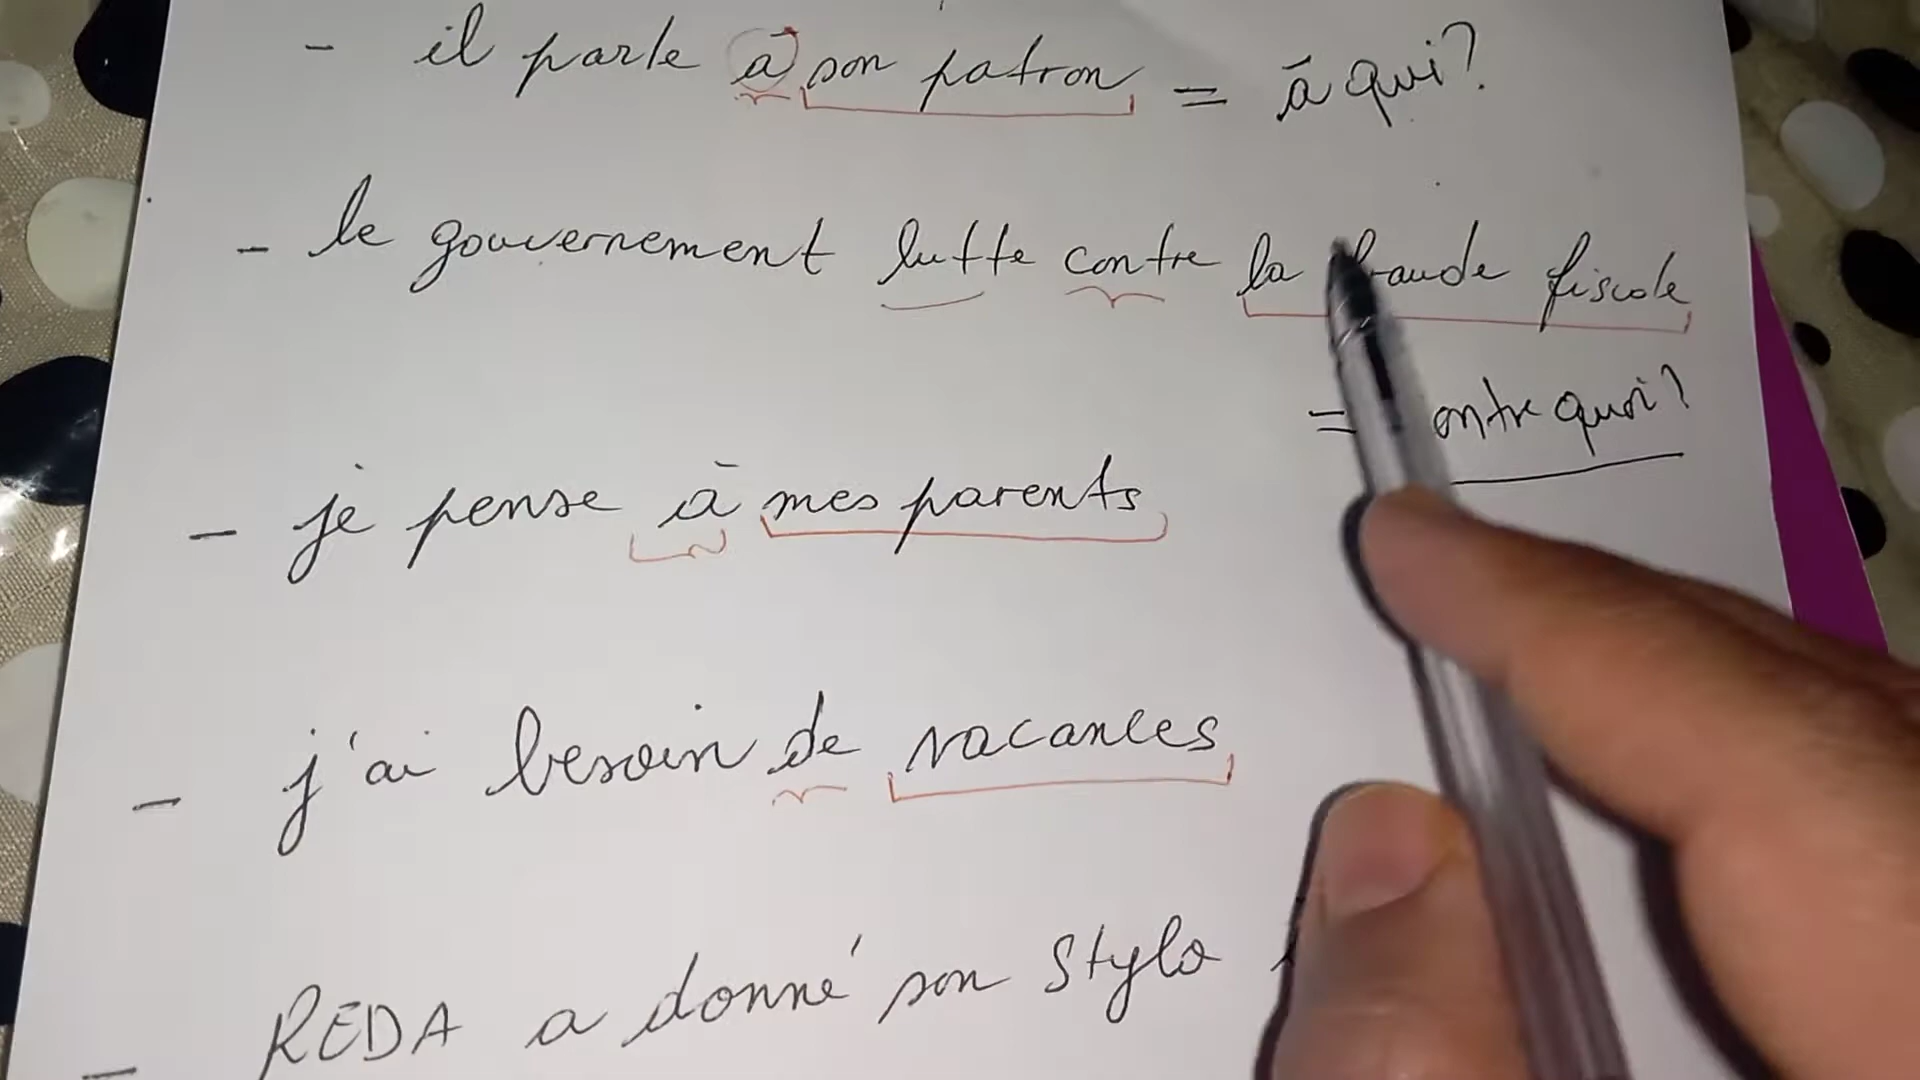 - il parle à son patron = à qui?
- le gouvernement lutte contre la fraude fiscale
= contre quoi?
- je pense à mes parents
- j'ai besoin de vacances
- REDA a donné son stylo